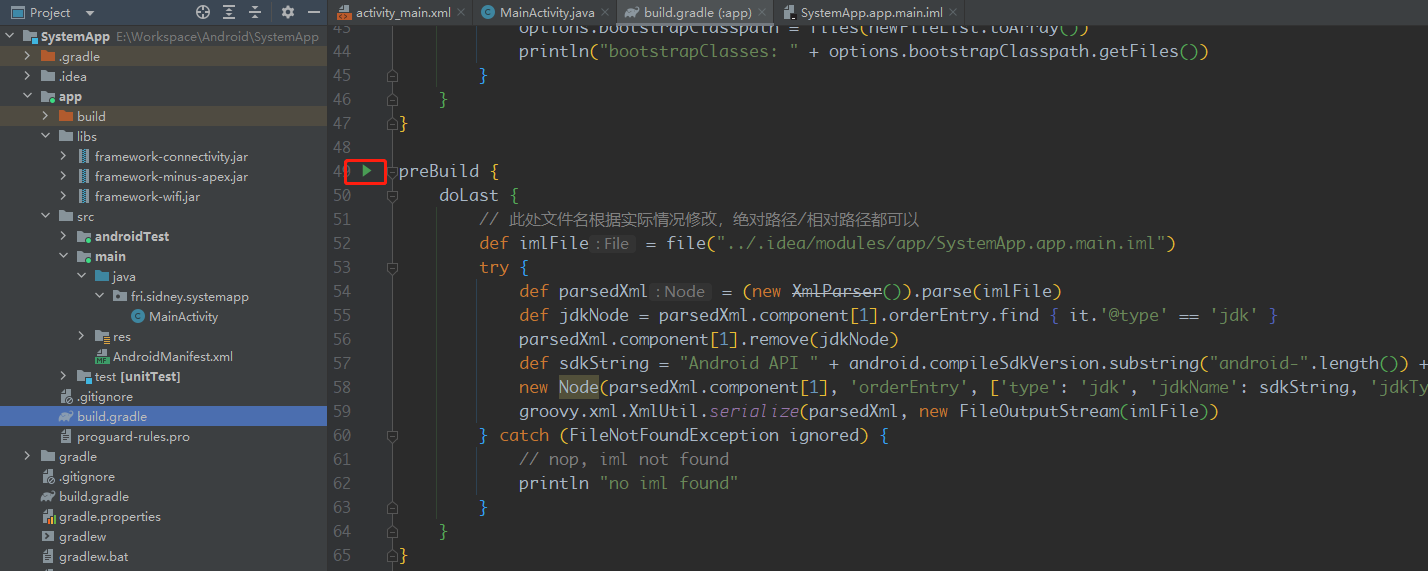 Project
activity_main.xml
MainActivity.java
build.gradle (:app)
SystemApp.app.main.iml
SystemApp E:\Workspace\Android\SystemApp
.gradle
.idea
app
build
libs
framework-connectivity.jar
framework-minus-apex.jar
framework-wifi.jar
src
androidTest
main
java
fri.sidney.systemapp
MainActivity
res
AndroidManifest.xml
test [unitTest]
.gitignore
build.gradle
proguard-rules.pro
gradle
.gitignore
build.gradle
gradle.properties
gradlew
gradlew.bat
43 options.bootstrapClasspath = files(newFileList.toArray())
44 println("bootstrapClasses: " + options.bootstrapClasspath.getFiles())
45 }
46 }
47 }
48
49 preBuild {
50 doLast {
51 // 此处文件名根据实际情况修改，绝对路径/相对路径都可以
52 def imlFile : File = file("../.idea/modules/app/SystemApp.app.main.iml")
53 try {
54 def parsedXml : Node = (new XmlParser()).parse(imlFile)
55 def jdkNode = parsedXml.component[1].orderEntry.find { it.'@type' == 'jdk' }
56 parsedXml.component[1].remove(jdkNode)
57 def sdkString = "Android API " + android.compileSdkVersion.substring("android-".length()) +
58 new Node(parsedXml.component[1], 'orderEntry', ['type': 'jdk', 'jdkName': sdkString, 'jdkTy
59 groovy.xml.XmlUtil.serialize(parsedXml, new FileOutputStream(imlFile))
60 } catch (FileNotFoundException ignored) {
61 // nop, iml not found
62 println "no iml found"
63 }
64 }
65 }